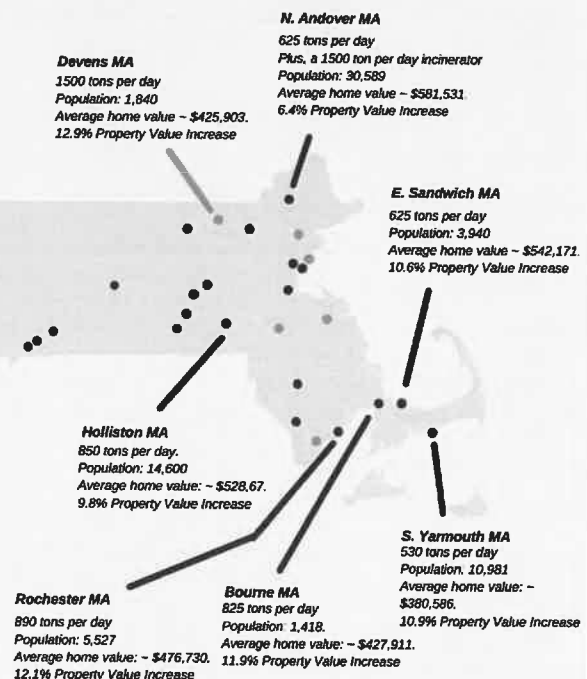 N. Andover MA
625 tons per day
Plus, a 1500 ton per day incinerator
Population: 30,589
Average home value ~ $581,531
6.4% Property Value Increase
Devens MA
1500 tons per day
Population: 1,840
Average home value ~ $425,903.
12.9% Property Value Increase
E. Sandwich MA
625 tons per day
Population: 3,940
Average home value ~ $542,171.
10.6% Property Value Increase
Holliston MA
850 tons per day.
Population: 14,600
Average home value: ~ $528,67.
9.8% Property Value Increase
S. Yarmouth MA
530 tons per day
Population. 10,981
Average home value: ~
$380,586.
10.9% Property Value Increase
Rochester MA
890 tons per day
Population: 5,527
Average home value: ~ $476,730.
12.1% Property Value Increase
Bourne MA
825 tons per day
Population: 1,418.
Average home value: ~ $427,911.
11.9% Property Value Increase